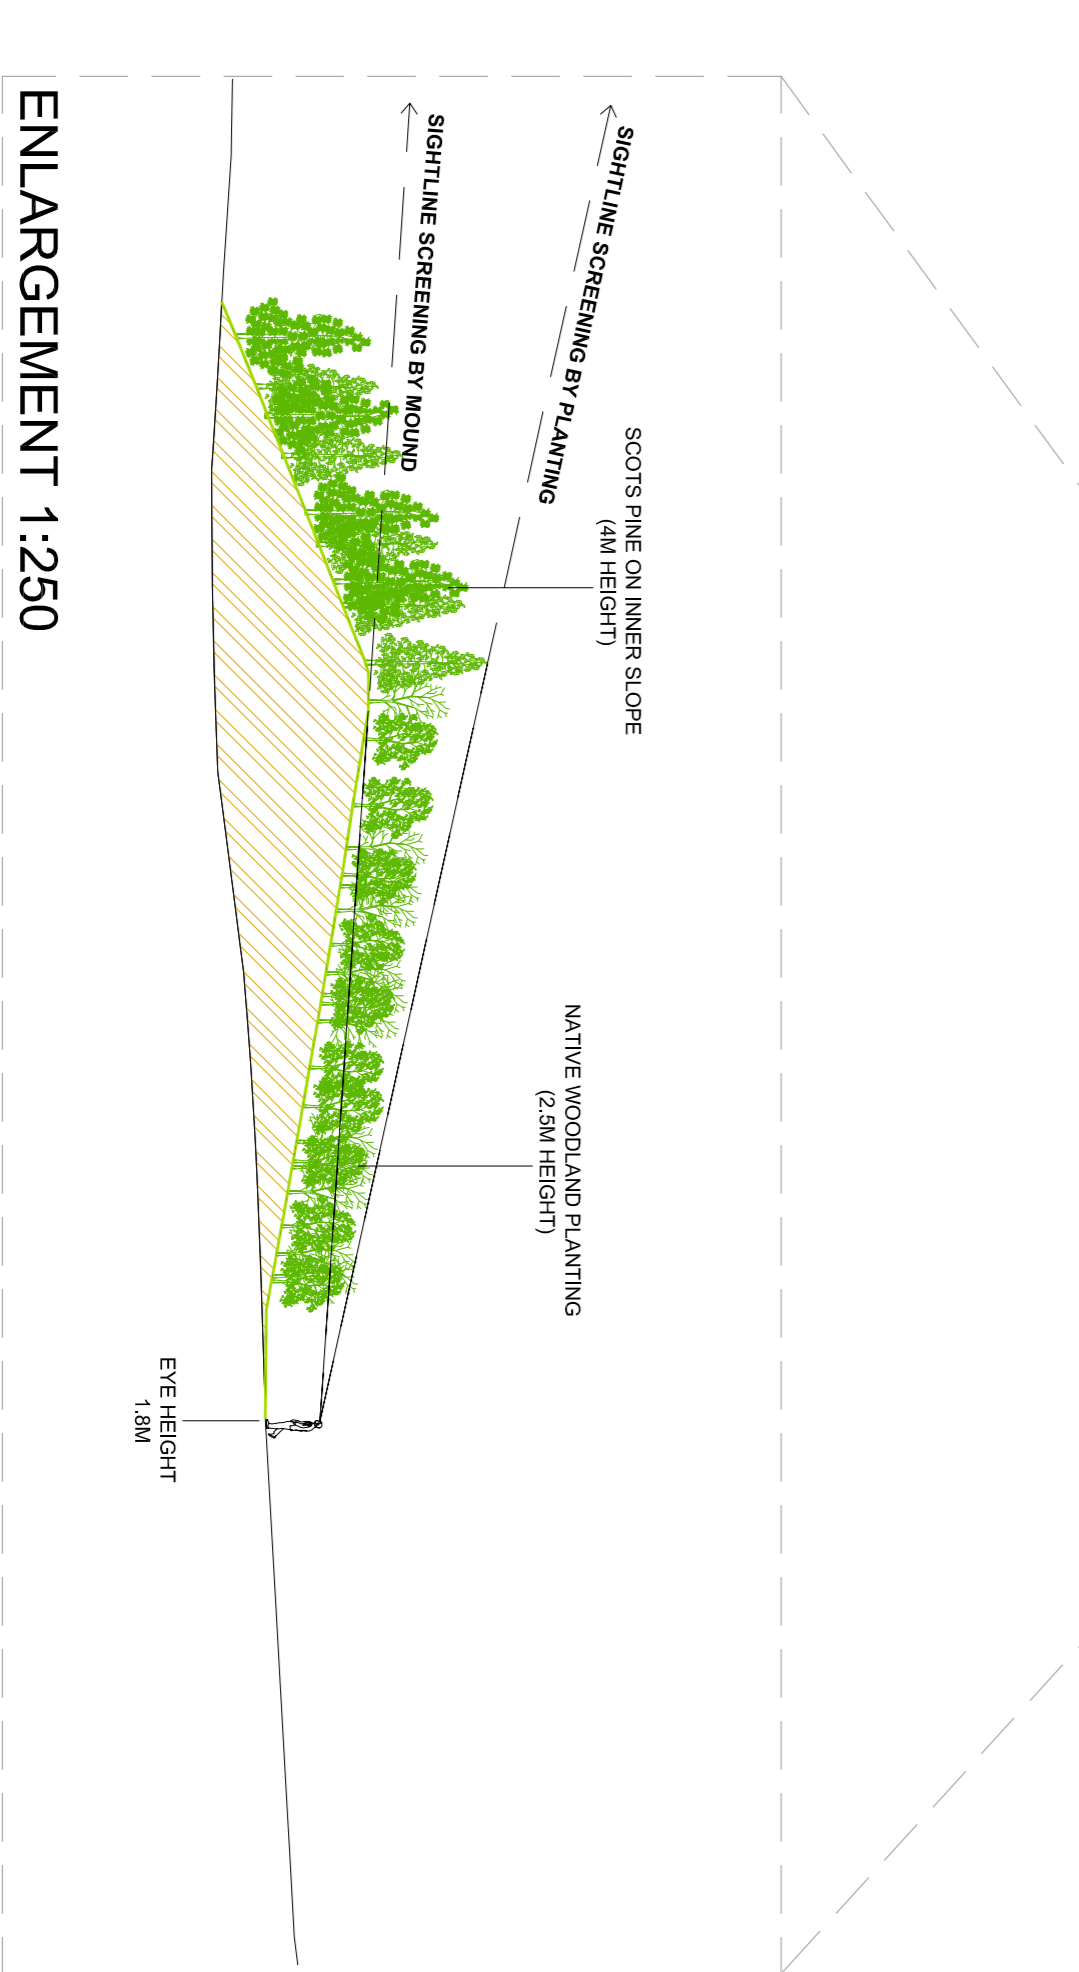 SIGHTLINE SCREENING BY PLANTING
SIGHTLINE SCREENING BY MOUND
SCOTS PINE ON INNER SLOPE
(4M HEIGHT)
NATIVE WOODLAND PLANTING
(2.5M HEIGHT)
EYE HEIGHT
1.8M
ENLARGEMENT 1:250